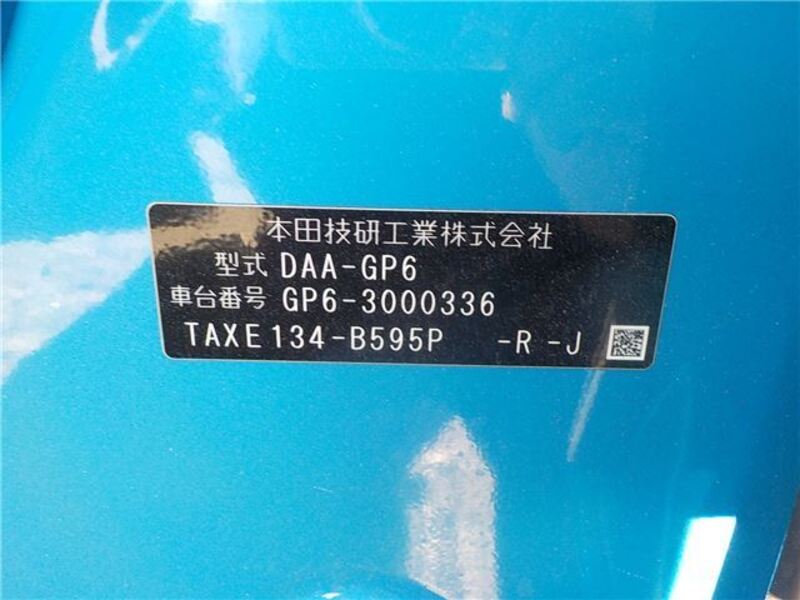 本田技研工業株式会社
型式 DAA-GP6
車台番号 GP6-3000336
TAXE134-B595P -R -J